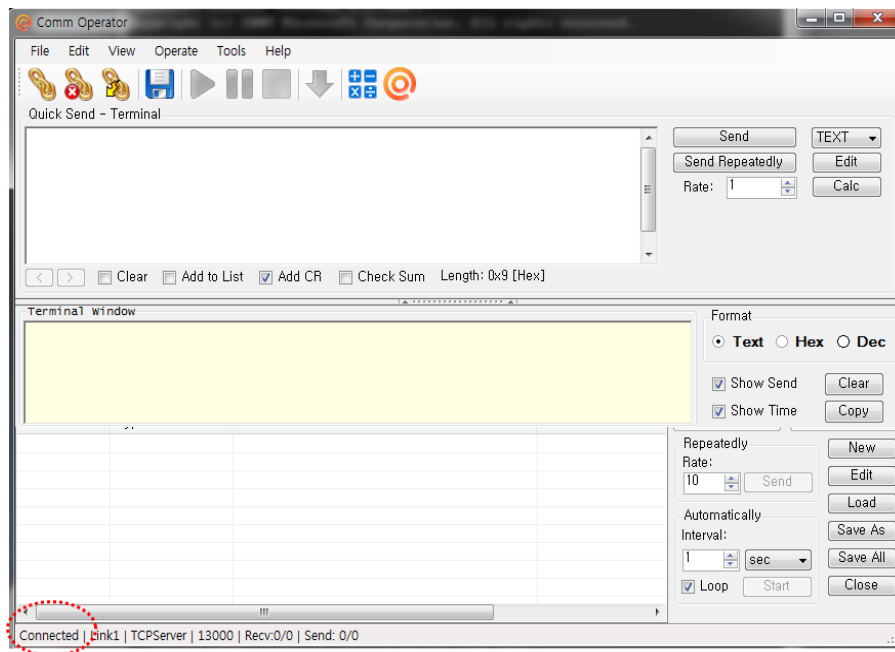 Comm Operator
File Edit View Operate Tools Help
Quick Send - Terminal
Send TEXT
Send Repeatedly Edit
Rate: 1 Calc
< > Clear Add to List Add CR Check Sum Length: 0x9 [Hex]
Terminal Window
Format
Text Hex Dec
Show Send Clear
Show Time Copy
Repeatedly New
Rate:
10 Send Edit
Load
Automatically Save As
Interval:
1 sec Save All
Loop Start Close
Connected | Link1 | TCPServer | 13000 | Recv:0/0 | Send: 0/0